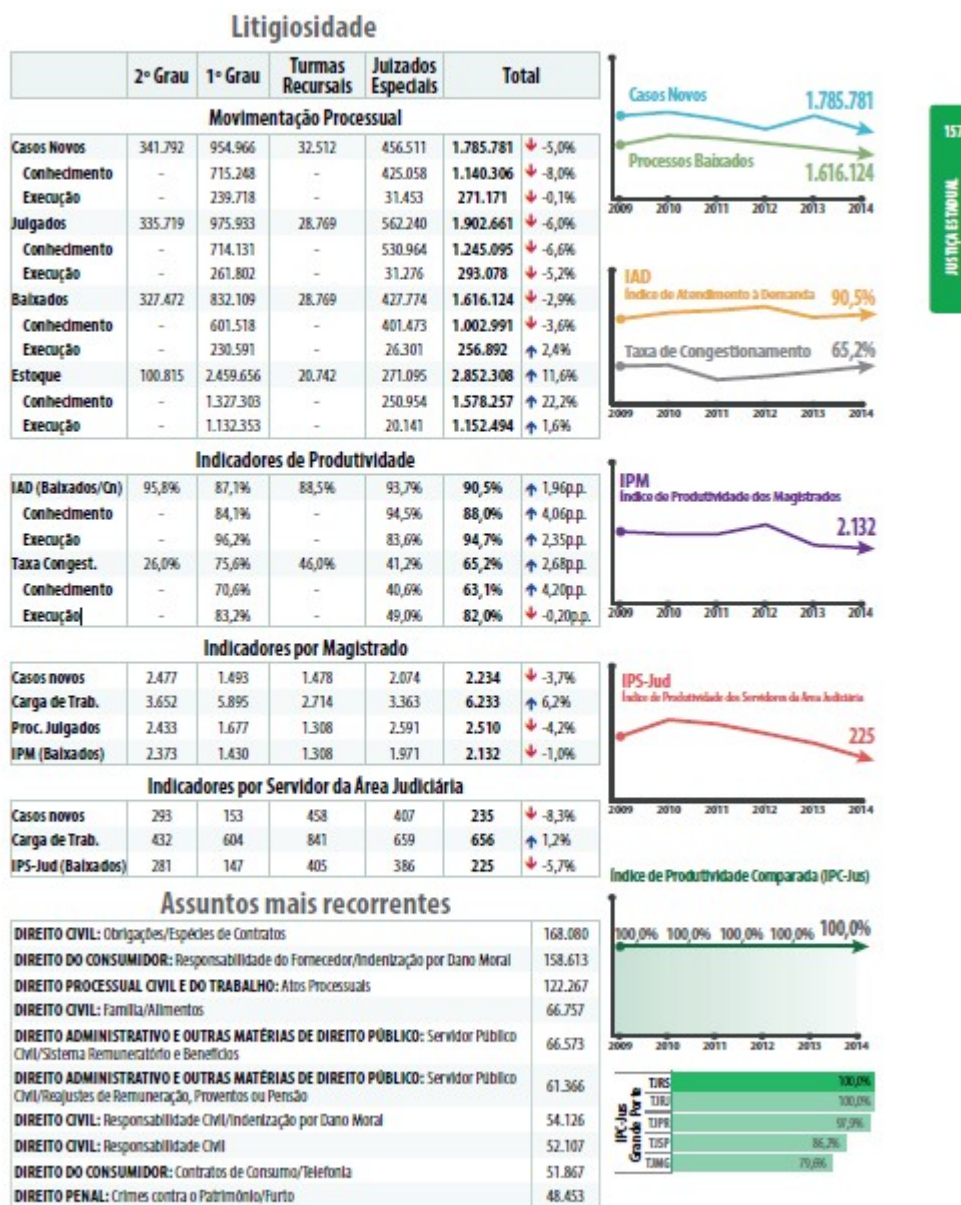 Litigiosidade
2º Grau 1º Grau Turmas Recursais Juizados Especiais Total
Movimentação Processual
Casos Novos 341.792 954.966 32.512 456.511 1.785.781 -5,0%
Conhecimento - 715.248 - 425.058 1.140.306 -8,0%
Execução - 239.718 - 31.453 271.171 -0,1%
Julgados 335.719 975.933 28.769 562.240 1.902.661 -6,0%
Conhecimento - 714.131 - 530.964 1.245.095 -6,6%
Execução - 261.802 - 31.276 293.078 -5,2%
Baixados 327.472 832.109 28.769 427.774 1.616.124 -2,9%
Conhecimento - 601.518 - 401.473 1.002.991 -3,6%
Execução - 230.591 - 26.301 256.892 2,4%
Estoque 100.815 2.459.656 20.742 271.095 2.852.308 11,6%
Conhecimento - 1.327.303 - 250.954 1.578.257 22,2%
Execução - 1.132.353 - 20.141 1.152.494 1,6%
Indicadores de Produtividade
IAD (Baixados/Cn) 95,8% 87,1% 88,5% 93,7% 90,5% 1,96p.p.
Conhecimento - 84,1% - 94,5% 88,0% 4,06p.p.
Execução - 96,2% - 83,6% 94,7% 2,35p.p.
Taxa Congest. 26,0% 75,6% 46,0% 41,2% 65,2% 2,68p.p.
Conhecimento - 70,6% - 40,6% 63,1% 4,20p.p.
Execução - 83,2% - 49,0% 82,0% -0,20p.p.
Indicadores por Magistrado
Casos novos 2.477 1.493 1.478 2.074 2.234 -3,7%
Carga de Trab. 3.652 5.895 2.714 3.363 6.233 6,2%
Proc. Julgados 2.433 1.677 1.308 2.591 2.510 -4,2%
IPM (Baixados) 2.373 1.430 1.308 1.971 2.132 -1,0%
Indicadores por Servidor da Área Judiciária
Casos novos 293 153 458 407 235 -8,3%
Carga de Trab. 432 604 841 659 656 1,2%
IPS-Jud (Baixados) 281 147 405 386 225 -5,7%
Assuntos mais recorrentes
DIREITO CIVIL: Obrigações/Espécies de Contratos 168.080
DIREITO DO CONSUMIDOR: Responsabilidade do Fornecedor/Indenização por Dano Moral 158.613
DIREITO PROCESSUAL CIVIL E DO TRABALHO: Atos Processuais 122.267
DIREITO CIVIL: Família/Alimentos 66.757
DIREITO ADMINISTRATIVO E OUTRAS MATÉRIAS DE DIREITO PÚBLICO: Servidor Público
Civil/Sistema Remuneratório e Benefícios 66.573
DIREITO ADMINISTRATIVO E OUTRAS MATÉRIAS DE DIREITO PÚBLICO: Servidor Público
Civil/Reajustes de Remuneração, Proventos ou Pensão 61.366
DIREITO CIVIL: Responsabilidade Civil/Indenização por Dano Moral 54.126
DIREITO CIVIL: Responsabilidade Civil 52.107
DIREITO DO CONSUMIDOR: Contratos de Consumo/Telefonia 51.867
DIREITO PENAL: Crimes contra o Patrimônio/Furto 48.453
Casos Novos 1.785.781
Processos Baixados 1.616.124
2009 2010 2011 2012 2013 2014
IAD
Índice de Atendimento à Demanda 90,5%
Taxa de Congestionamento 65,2%
2009 2010 2011 2012 2013 2014
IPM
Índice de Produtividade dos Magistrados
2.132
2009 2010 2011 2012 2013 2014
IPS-Jud
Índice de Produtividade dos Servidores da Área Judiciária
225
2009 2010 2011 2012 2013 2014
Índice de Produtividade Comparada (IPC-Jus)
100,0% 100,0% 100,0% 100,0% 100,0%
2009 2010 2011 2012 2013 2014
IPC-Jus
Grande Porte
TJRS 100,0%
TJRJ 100,0%
TJPR 97,9%
TJSP 86,2%
TJMG 79,6%
157
JUSTIÇA ESTADUAL